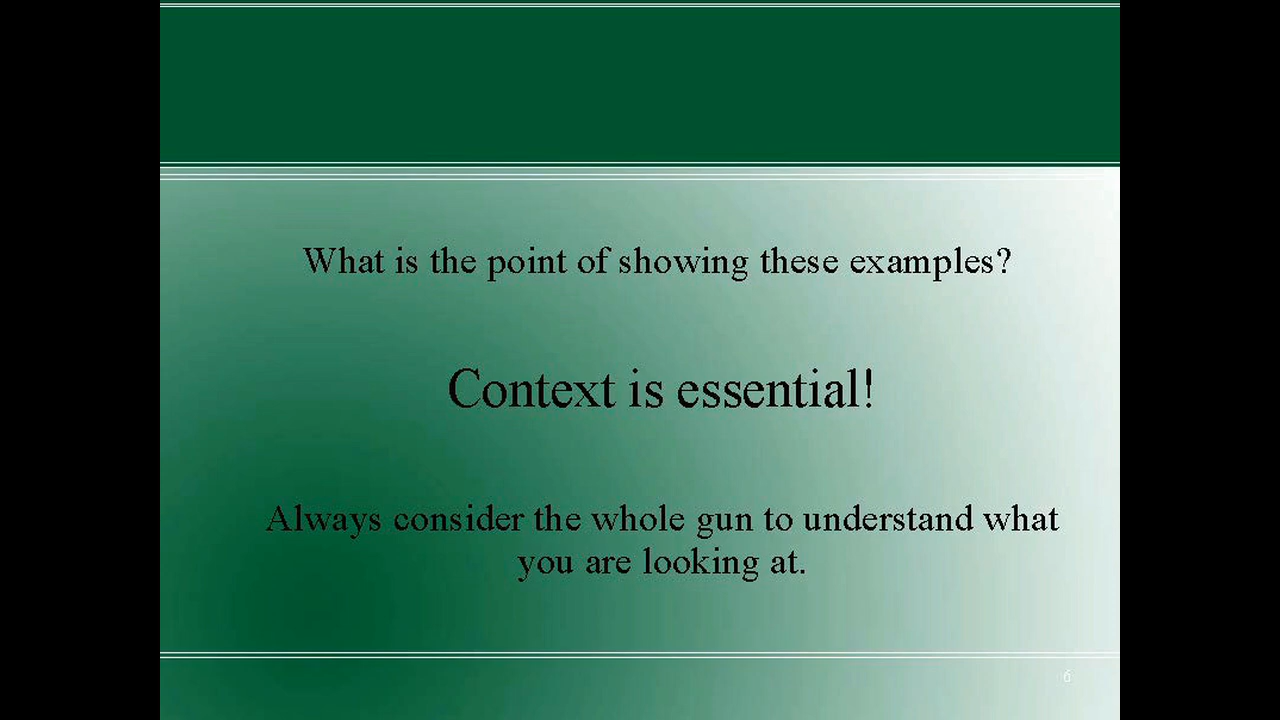 What is the point of showing these examples?
Context is essential!
Always consider the whole gun to understand what
you are looking at.
6